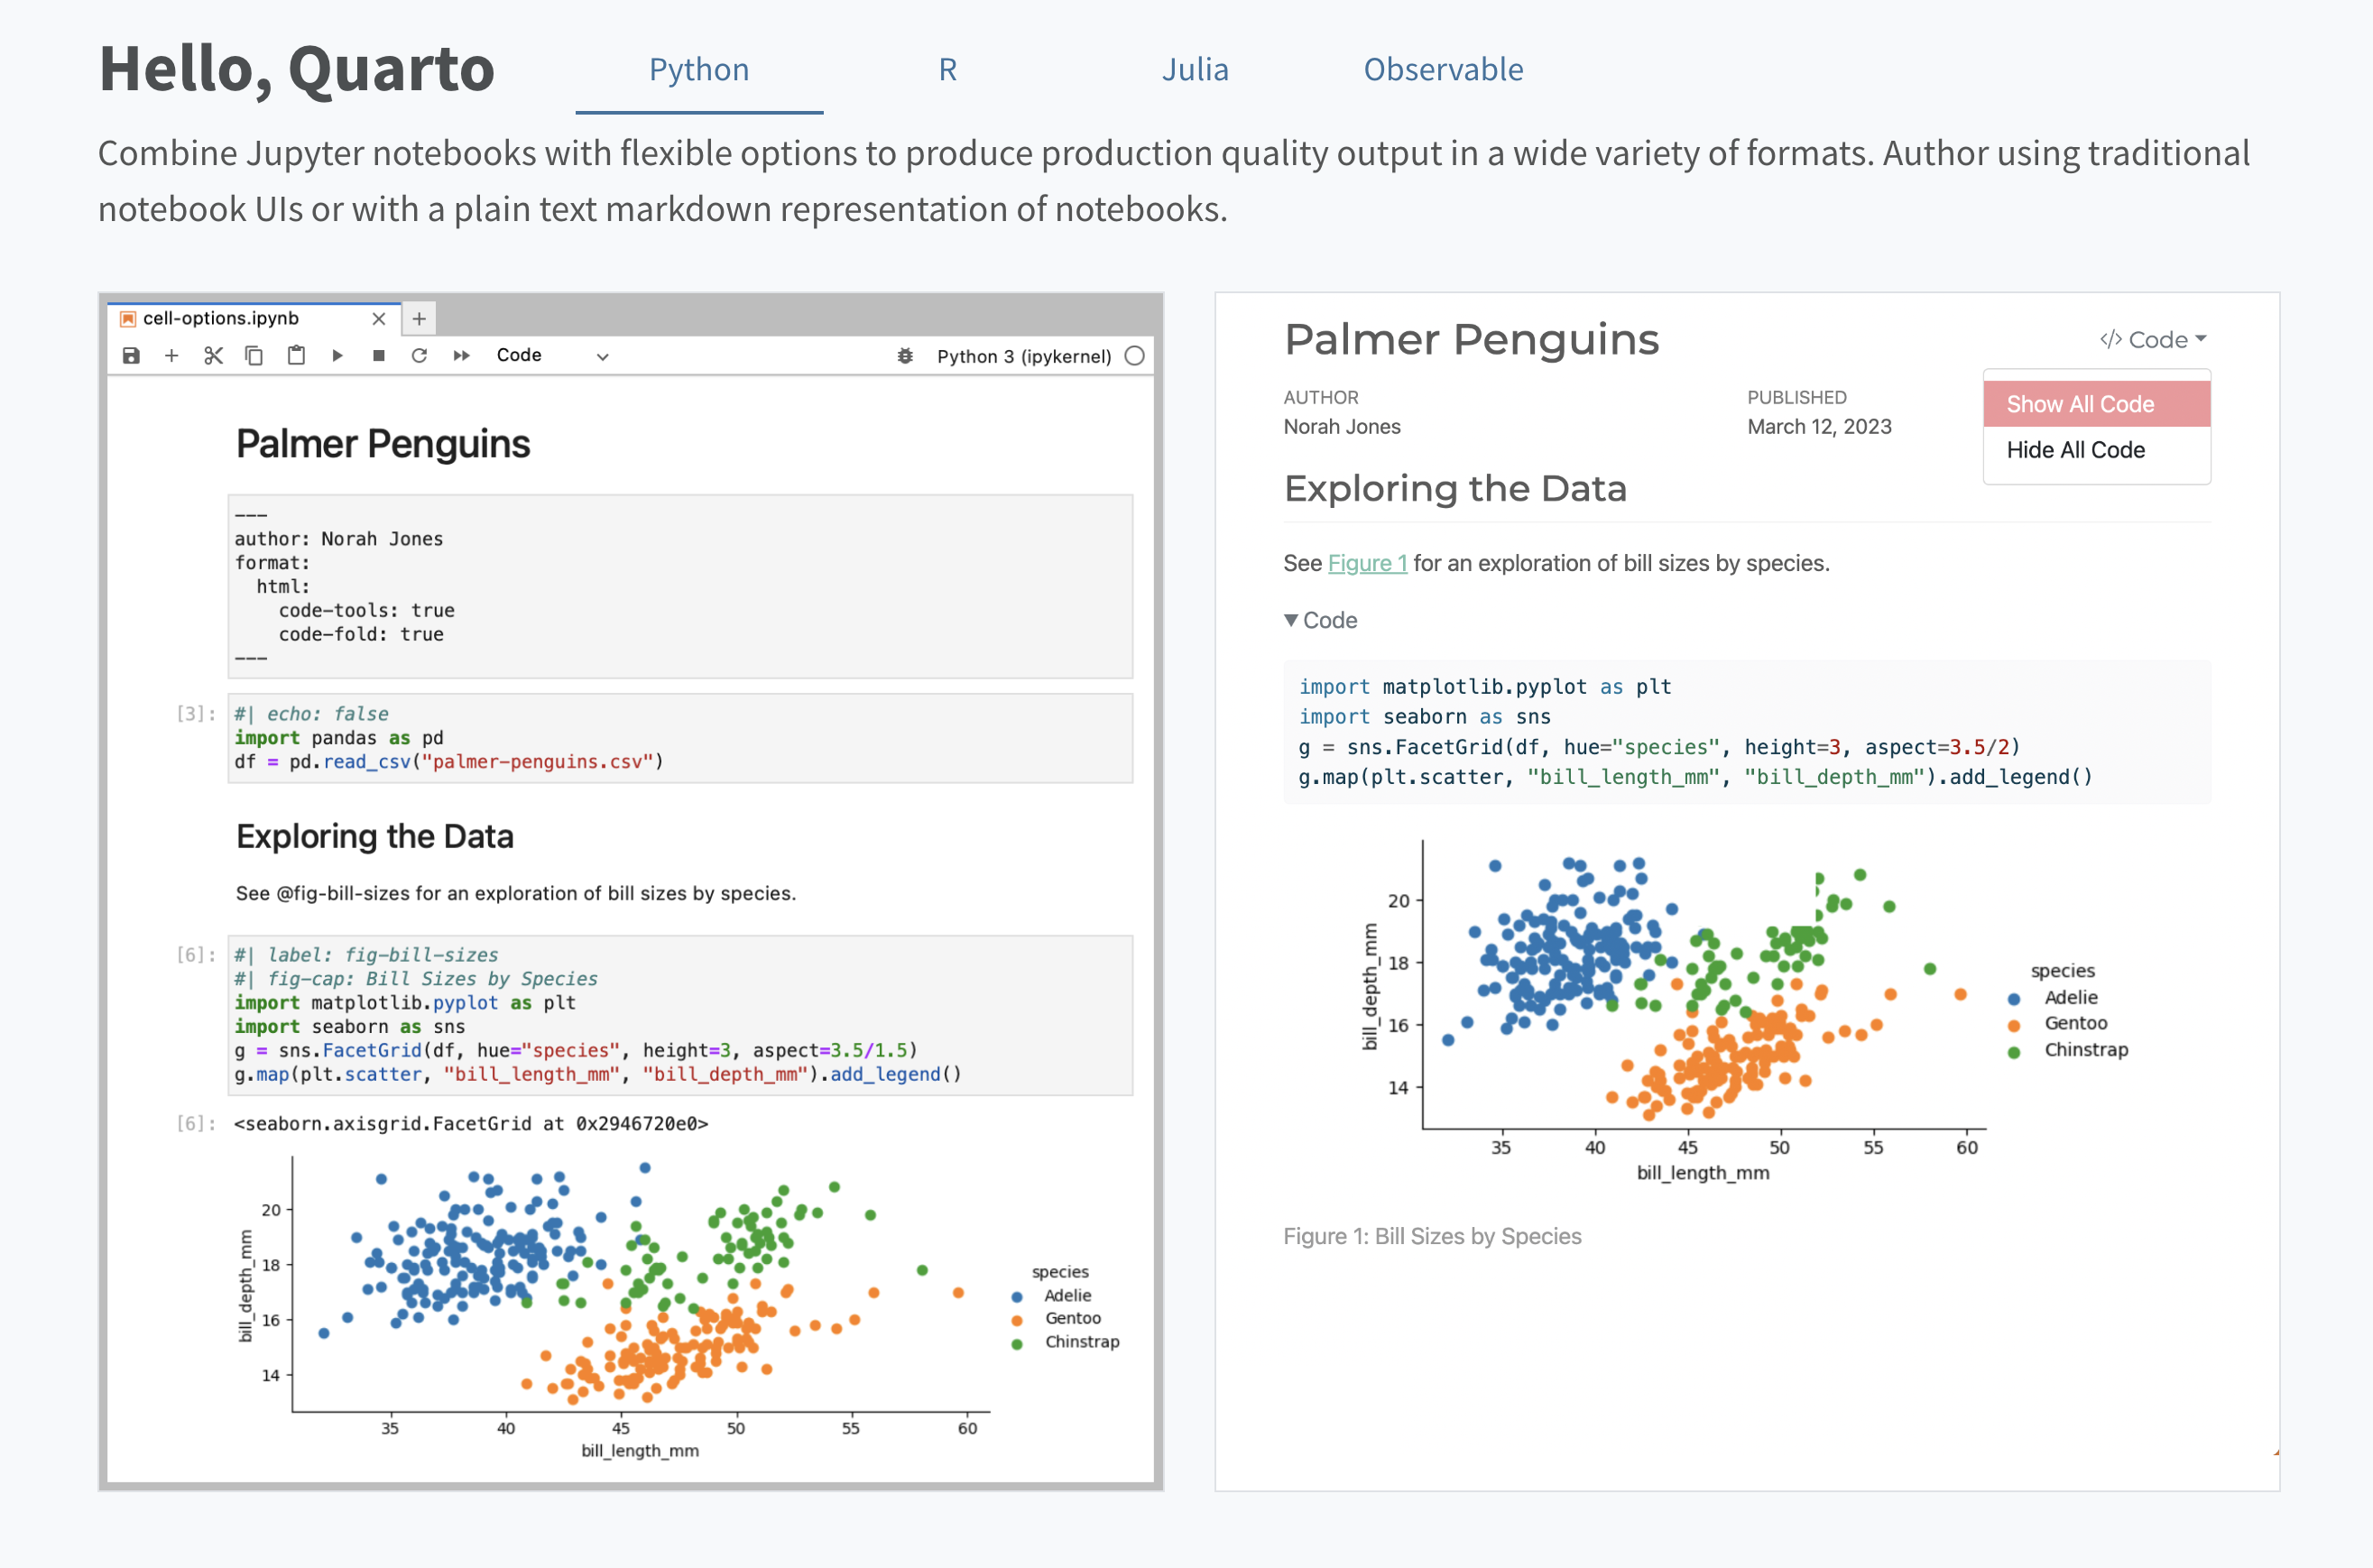 Hello, Quarto
Python
R
Julia
Observable
Combine Jupyter notebooks with flexible options to produce production quality output in a wide variety of formats. Author using traditional
notebook UIs or with a plain text markdown representation of notebooks.
cell-options.ipynb
Code
Python 3 (ipykernel)
Palmer Penguins
---
author: Norah Jones
format:
  html:
    code-tools: true
    code-fold: true
---
[3]:
#| echo: false
import pandas as pd
df = pd.read_csv("palmer-penguins.csv")
Exploring the Data
See @fig-bill-sizes for an exploration of bill sizes by species.
[6]:
#| label: fig-bill-sizes
#| fig-cap: Bill Sizes by Species
import matplotlib.pyplot as plt
import seaborn as sns
g = sns.FacetGrid(df, hue="species", height=3, aspect=3.5/1.5)
g.map(plt.scatter, "bill_length_mm", "bill_depth_mm").add_legend()
[6]:
<seaborn.axisgrid.FacetGrid at 0x2946720e0>
bill_depth_mm
20
18
16
14
35
40
45
50
55
60
bill_length_mm
species
Adelie
Gentoo
Chinstrap
Palmer Penguins
</> Code
Show All Code
Hide All Code
AUTHOR
Norah Jones
PUBLISHED
March 12, 2023
Exploring the Data
See Figure 1 for an exploration of bill sizes by species.
Code
import matplotlib.pyplot as plt
import seaborn as sns
g = sns.FacetGrid(df, hue="species", height=3, aspect=3.5/2)
g.map(plt.scatter, "bill_length_mm", "bill_depth_mm").add_legend()
bill_depth_mm
20
18
16
14
35
40
45
50
55
60
bill_length_mm
species
Adelie
Gentoo
Chinstrap
Figure 1: Bill Sizes by Species